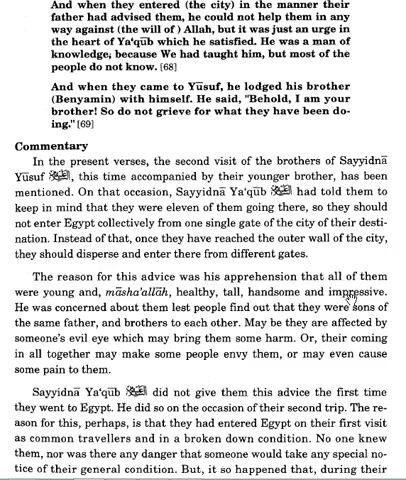 And when they entered (the city) in the manner their
father had advised them, he could not help them in any
way against (the will of ) Allah, but it was just an urge in
the heart of Ya‘qūb which he satisfied. He was a man of
knowledge, because We had taught him, but most of the
people do not know. [68]
And when they came to Yūsuf, he lodged his brother
(Benyamin) with himself. He said, "Behold, I am your
brother! So do not grieve for what they have been do-
ing." [69]
Commentary
In the present verses, the second visit of the brothers of Sayyidnā
Yūsuf, this time accompanied by their younger brother, has been
mentioned. On that occasion, Sayyidnā Ya‘qūb had told them to
keep in mind that they were eleven of them going there, so they should
not enter Egypt collectively from one single gate of the city of their desti-
nation. Instead of that, once they have reached the outer wall of the city,
they should disperse and enter there from different gates.
The reason for this advice was his apprehension that all of them
were young and, māsha’allāh, healthy, tall, handsome and impressive.
He was concerned about them lest people find out that they were sons of
the same father, and brothers to each other. May be they are affected by
someone's evil eye which may bring them some harm. Or, their coming
in all together may make some people envy them, or may even cause
some pain to them.
Sayyidnā Ya‘qūb did not give them this advice the first time
they went to Egypt. He did so on the occasion of their second trip. The re-
ason for this, perhaps, is that they had entered Egypt on their first visit
as common travellers and in a broken down condition. No one knew
them, nor was there any danger that someone would take any special no-
tice of their general condition. But, it so happened that, during their